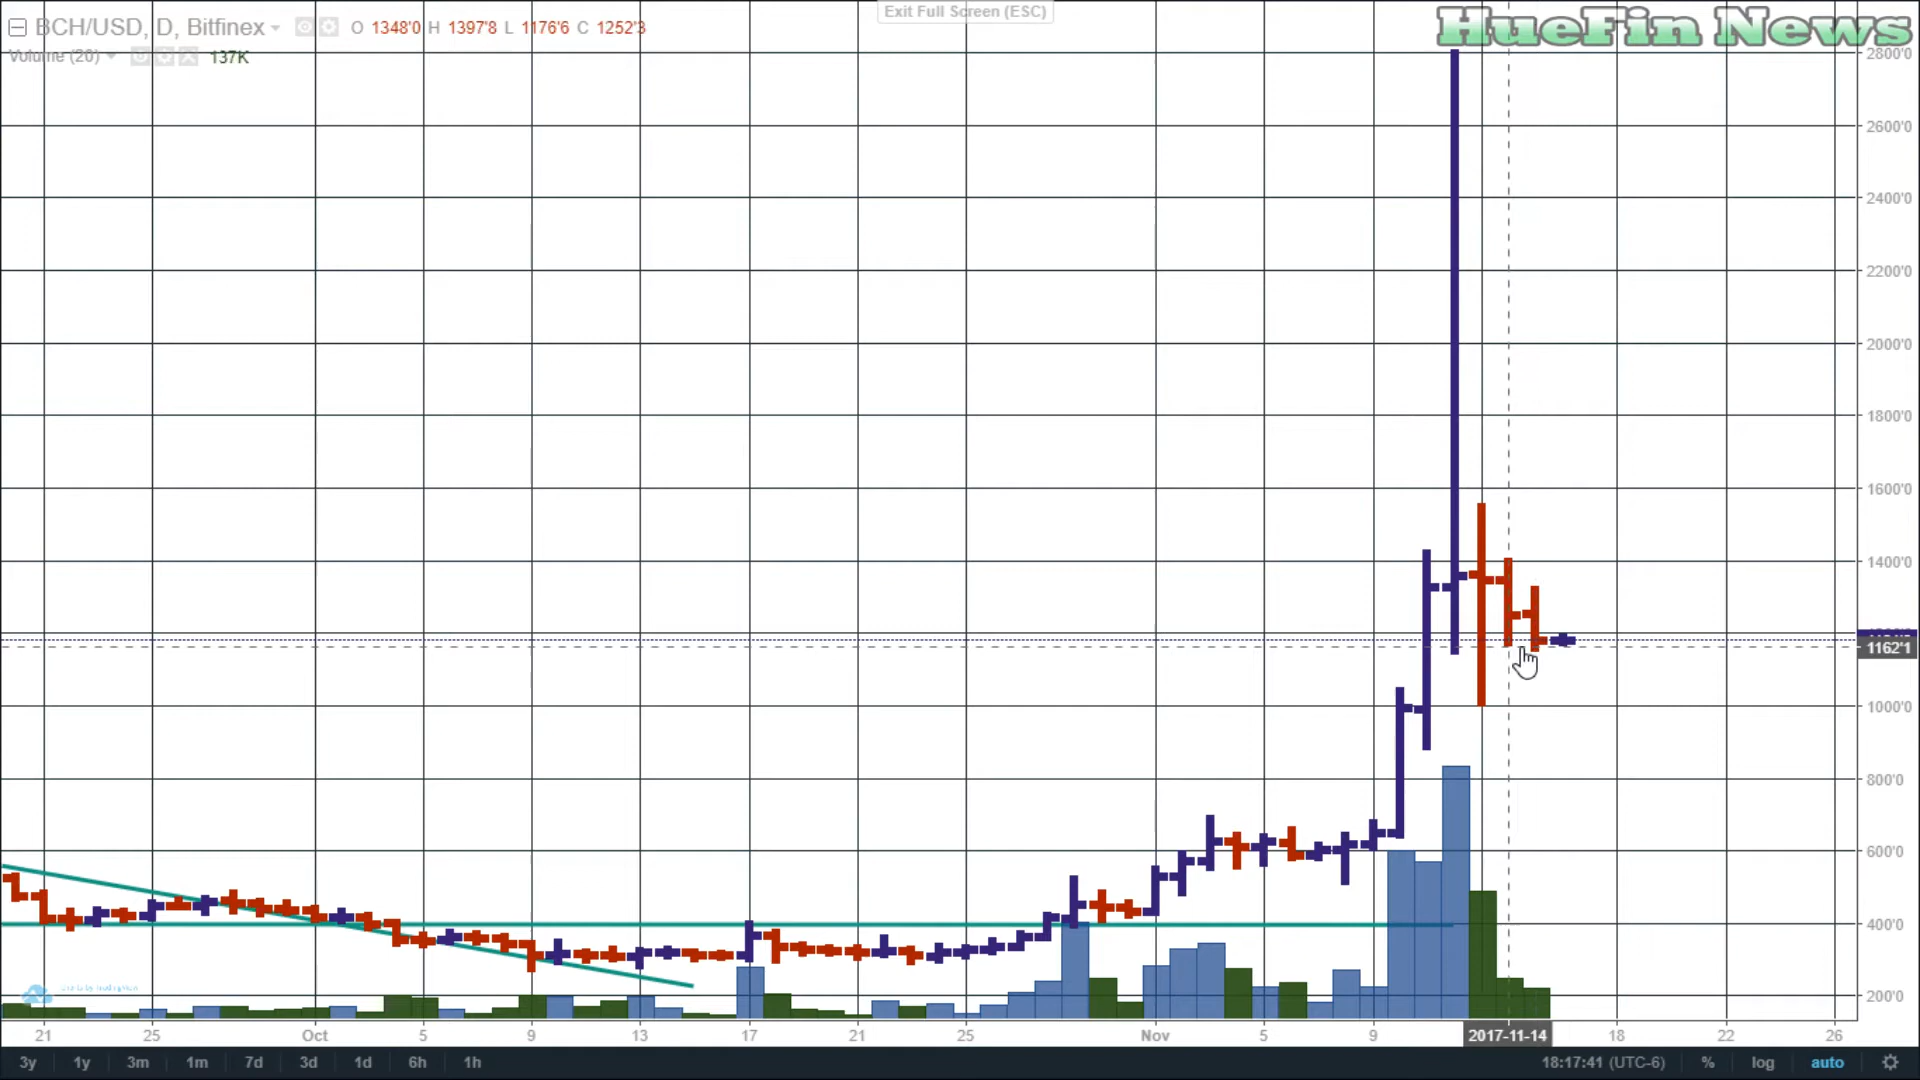 Exit Full Screen (ESC)
HueFin News
BCH/USD, D, Bitfinex O 1348'0 H 1397'8 L 1176'6 C 1252'3
Volume (20) 137K
2800'0
2600'0
2400'0
2200'0
2000'0
1800'0
1600'0
1400'0
1162'1
1000'0
800'0
600'0
400'0
200'0
21 25 Oct 5 9 13 17 21 25 Nov 5 9 2017-11-14 18 22 26
3y 1y 3m 1m 7d 3d 1d 6h 1h 18:17:41 (UTC-6) % log auto